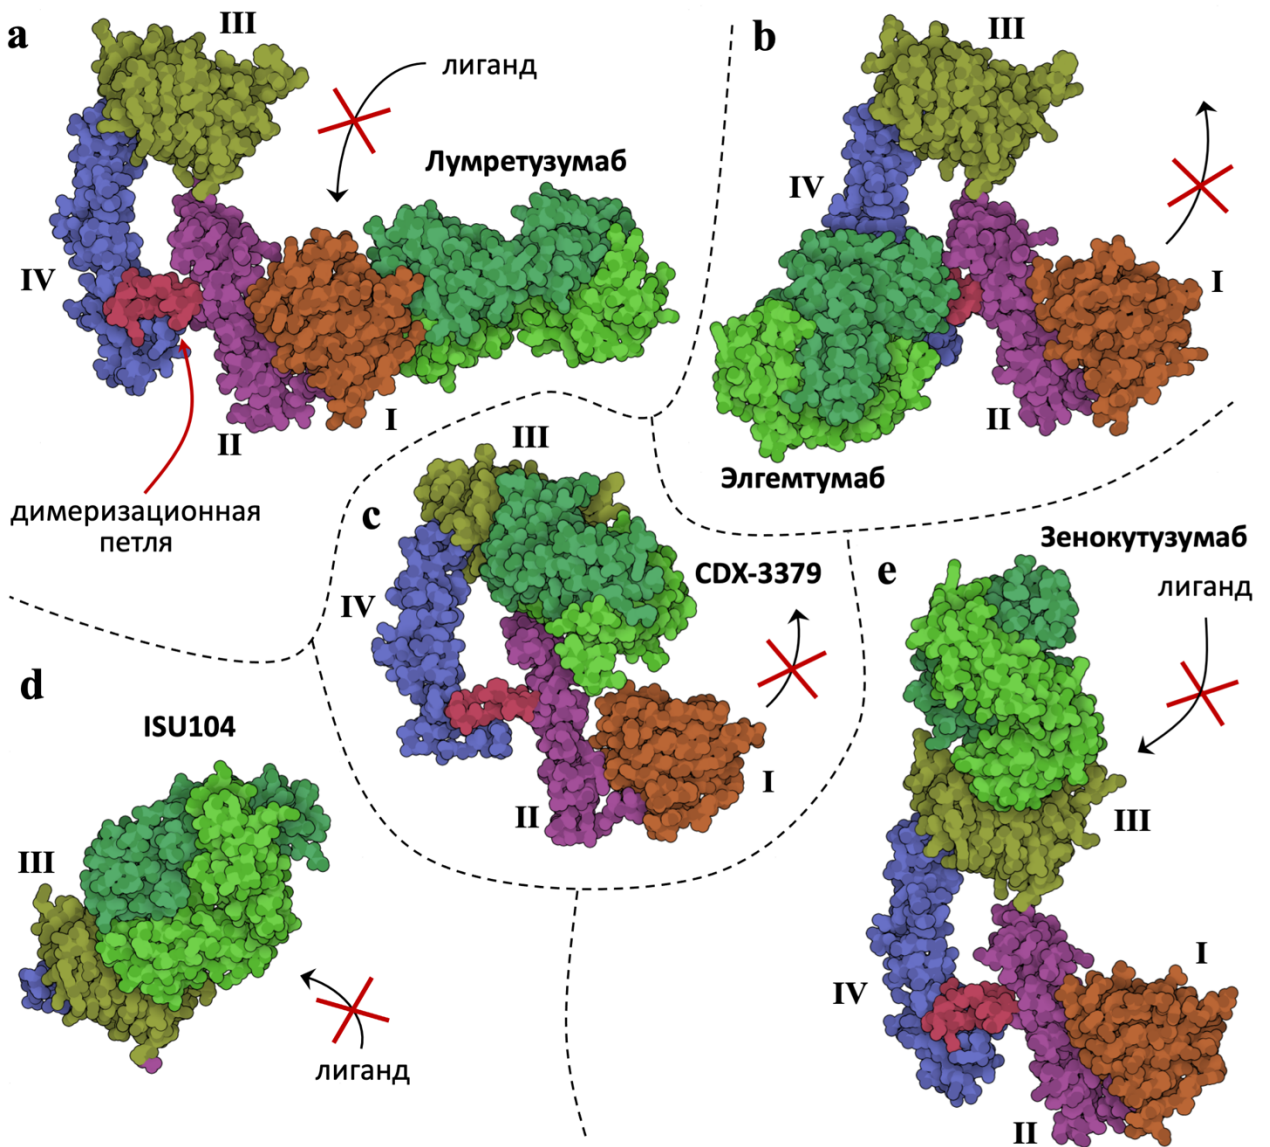 a
III
лиганд
Лумретузумаб
IV
I
II
димеризационная
петля
b
III
IV
I
II
Элгемтумаб
c
III
CDX-3379
IV
I
II
d
ISU104
III
лиганд
e
Зенокутузумаб
лиганд
III
I
IV
II